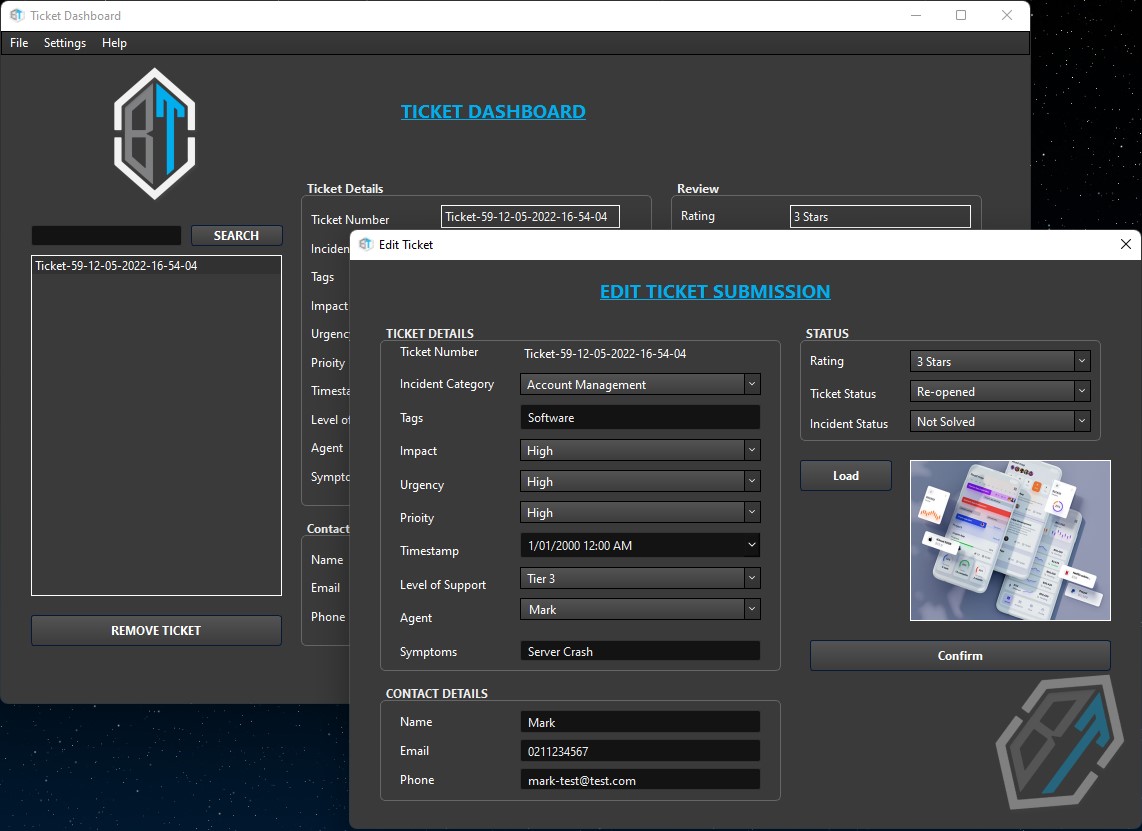 Ticket Dashboard
File Settings Help
BT
TICKET DASHBOARD
Ticket Details
Review
Ticket Number Ticket-59-12-05-2022-16-54-04
Rating 3 Stars
SEARCH
Ticket-59-12-05-2022-16-54-04
Inciden
Tags
Impact
Urgenc
Prioity
Timesta
Level of
Agent
Sympto
Contact
Name
Email
Phone
REMOVE TICKET
Edit Ticket
EDIT TICKET SUBMISSION
TICKET DETAILS
Ticket Number Ticket-59-12-05-2022-16-54-04
Incident Category Account Management
Tags Software
Impact High
Urgency High
Prioity High
Timestamp 1/01/2000 12:00 AM
Level of Support Tier 3
Agent Mark
Symptoms Server Crash
CONTACT DETAILS
Name Mark
Email 0211234567
Phone mark-test@test.com
STATUS
Rating 3 Stars
Ticket Status Re-opened
Incident Status Not Solved
Load
Confirm
BT